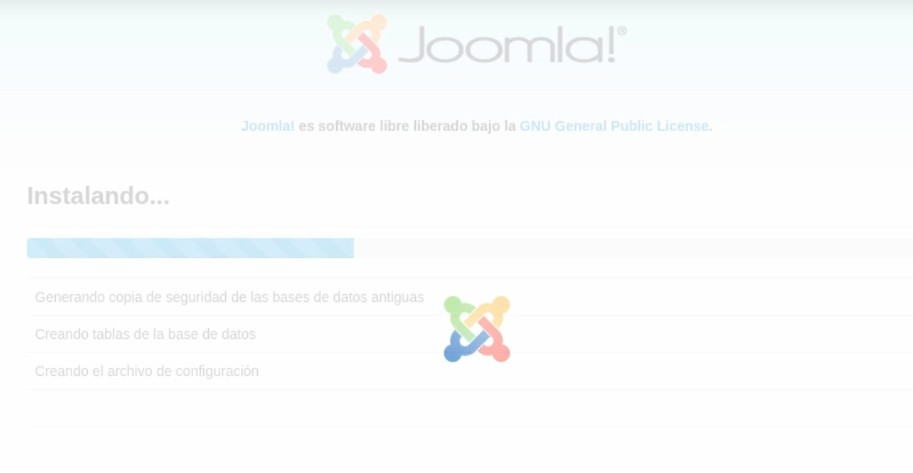 Joomla!®
Joomla! es software libre liberado bajo la GNU General Public License.
Instalando...
Generando copia de seguridad de las bases de datos antiguas
Creando tablas de la base de datos
Creando el archivo de configuración